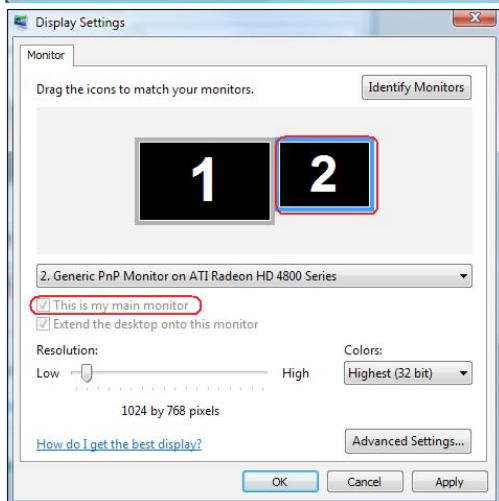 Display Settings
Monitor
Drag the icons to match your monitors.
Identify Monitors
1
2
2. Generic PnP Monitor on ATI Radeon HD 4800 Series
This is my main monitor
Extend the desktop onto this monitor
Resolution:
Colors:
Low
High
Highest (32 bit)
1024 by 768 pixels
How do I get the best display?
Advanced Settings...
OK
Cancel
Apply